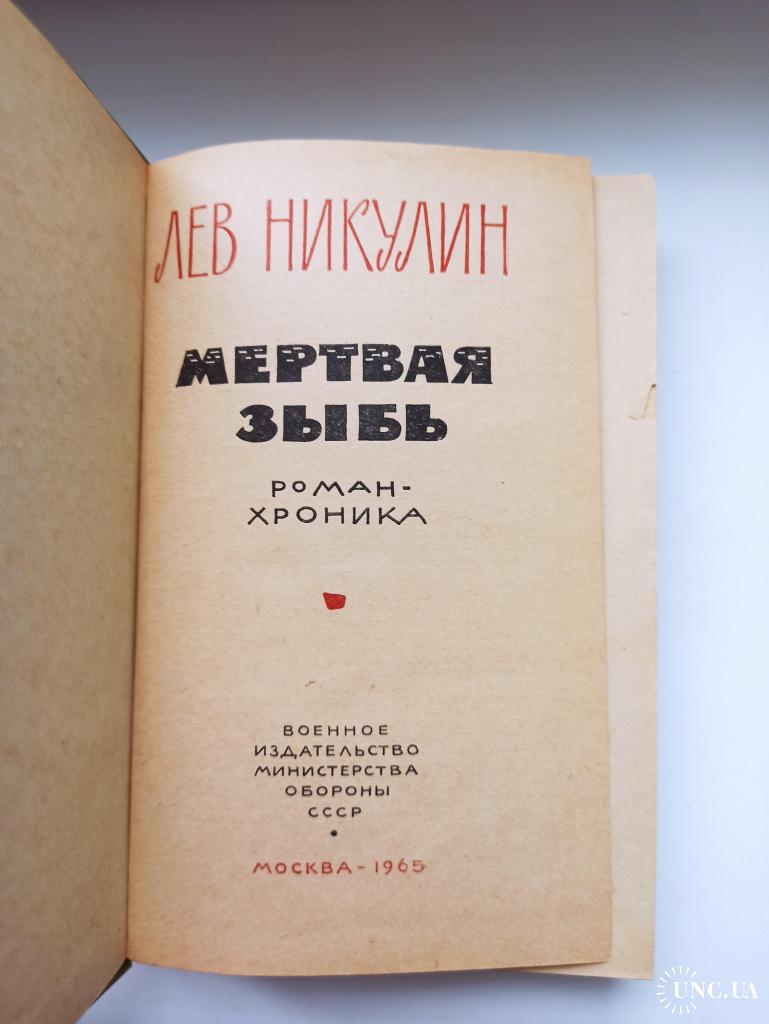 ЛЕВ НИКУЛИН
МЕРТВАЯ
ЗЫБЬ
РОМАН-
ХРОНИКА
ВОЕННОЕ
ИЗДАТЕЛЬСТВО
МИНИСТЕРСТВА
ОБОРОНЫ
СССР
•
МОСКВА – 1965
UNC.UA